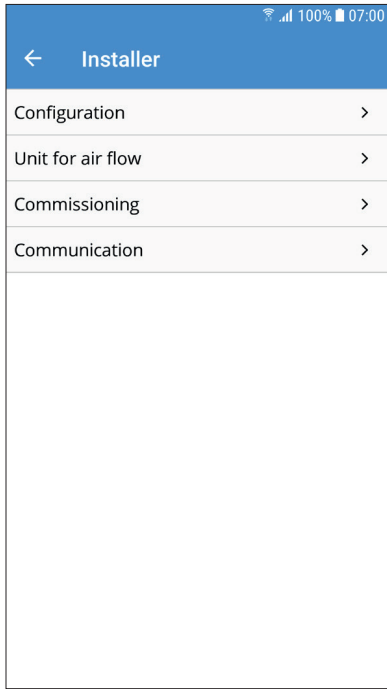 100% 07:00
Installer
Configuration
Unit for air flow
Commissioning
Communication